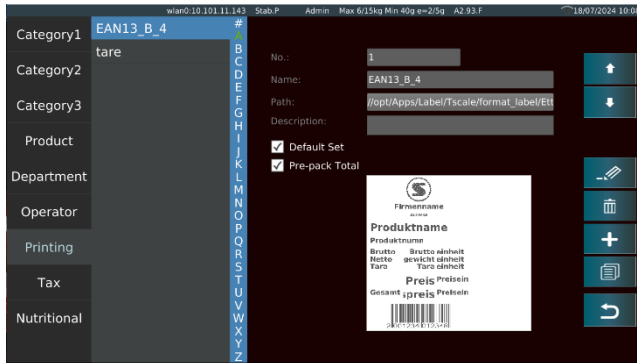 wlan0:10.101.11.143 Stab.P Admin Max 6/15kg Min 40g e=2/5g A2.93.F 18/07/2024 10:0
Category1
Category2
Category3
Product
Department
Operator
Printing
Tax
Nutritional
EAN13_B_4
tare
#
A
B
C
D
E
F
G
H
I
J
K
L
M
N
O
P
Q
R
S
T
U
V
W
X
Y
Z
No.: 1
Name: EAN13_B_4
Path: //opt/Apps/Label/Tscale/format_label/Ett
Description:
Default Set
Pre-pack Total
Firmenname
Produktname
Produktnumn
Brutto Brutto einheit
Netto gewicht einheit
Tara Tara einheit
Preis Preisein
Gesamt preis Preisein